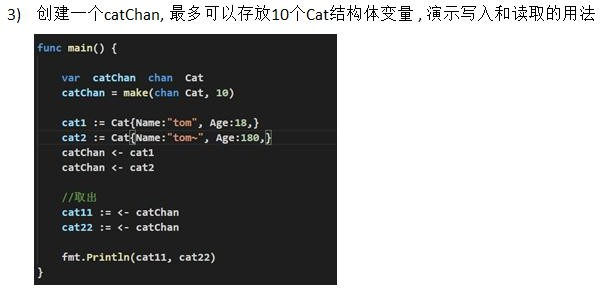 3) 创建一个catChan, 最多可以存放10个Cat结构体变量，演示写入和读取的用法
func main() {
var catChan chan Cat
catChan = make(chan Cat, 10)
cat1 := Cat{Name:"tom", Age:18,}
cat2 := Cat{Name:"tom~", Age:180,}
catChan <- cat1
catChan <- cat2
//取出
cat11 := <- catChan
cat22 := <- catChan
fmt.Println(cat11, cat22)
}